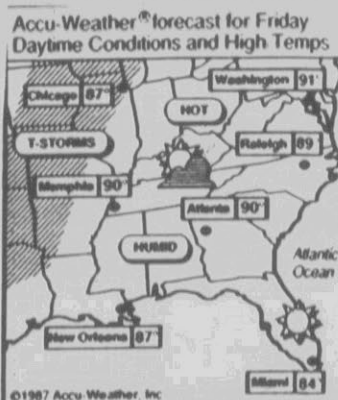 Accu-Weather® forecast for Friday
Daytime Conditions and High Temps
Washington 91°
Chicago 87°
HOT
T-STORMS
Raleigh 89
Memphis 90°
Atlanta 90°
HUMID
Atlantic
Ocean
New Orleans 87°
Miami 84°
©1987 Accu-Weather, Inc